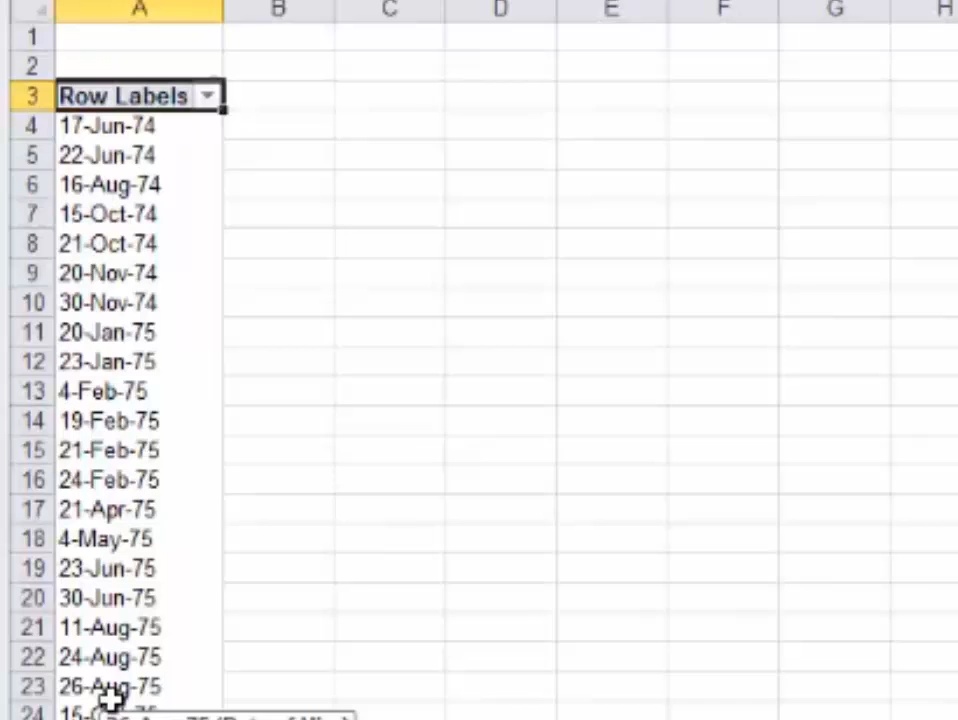 A B C D E F G H
1
2
3 Row Labels
4 17-Jun-74
5 22-Jun-74
6 16-Aug-74
7 15-Oct-74
8 21-Oct-74
9 20-Nov-74
10 30-Nov-74
11 20-Jan-75
12 23-Jan-75
13 4-Feb-75
14 19-Feb-75
15 21-Feb-75
16 24-Feb-75
17 21-Apr-75
18 4-May-75
19 23-Jun-75
20 30-Jun-75
21 11-Aug-75
22 24-Aug-75
23 26-Aug-75
24